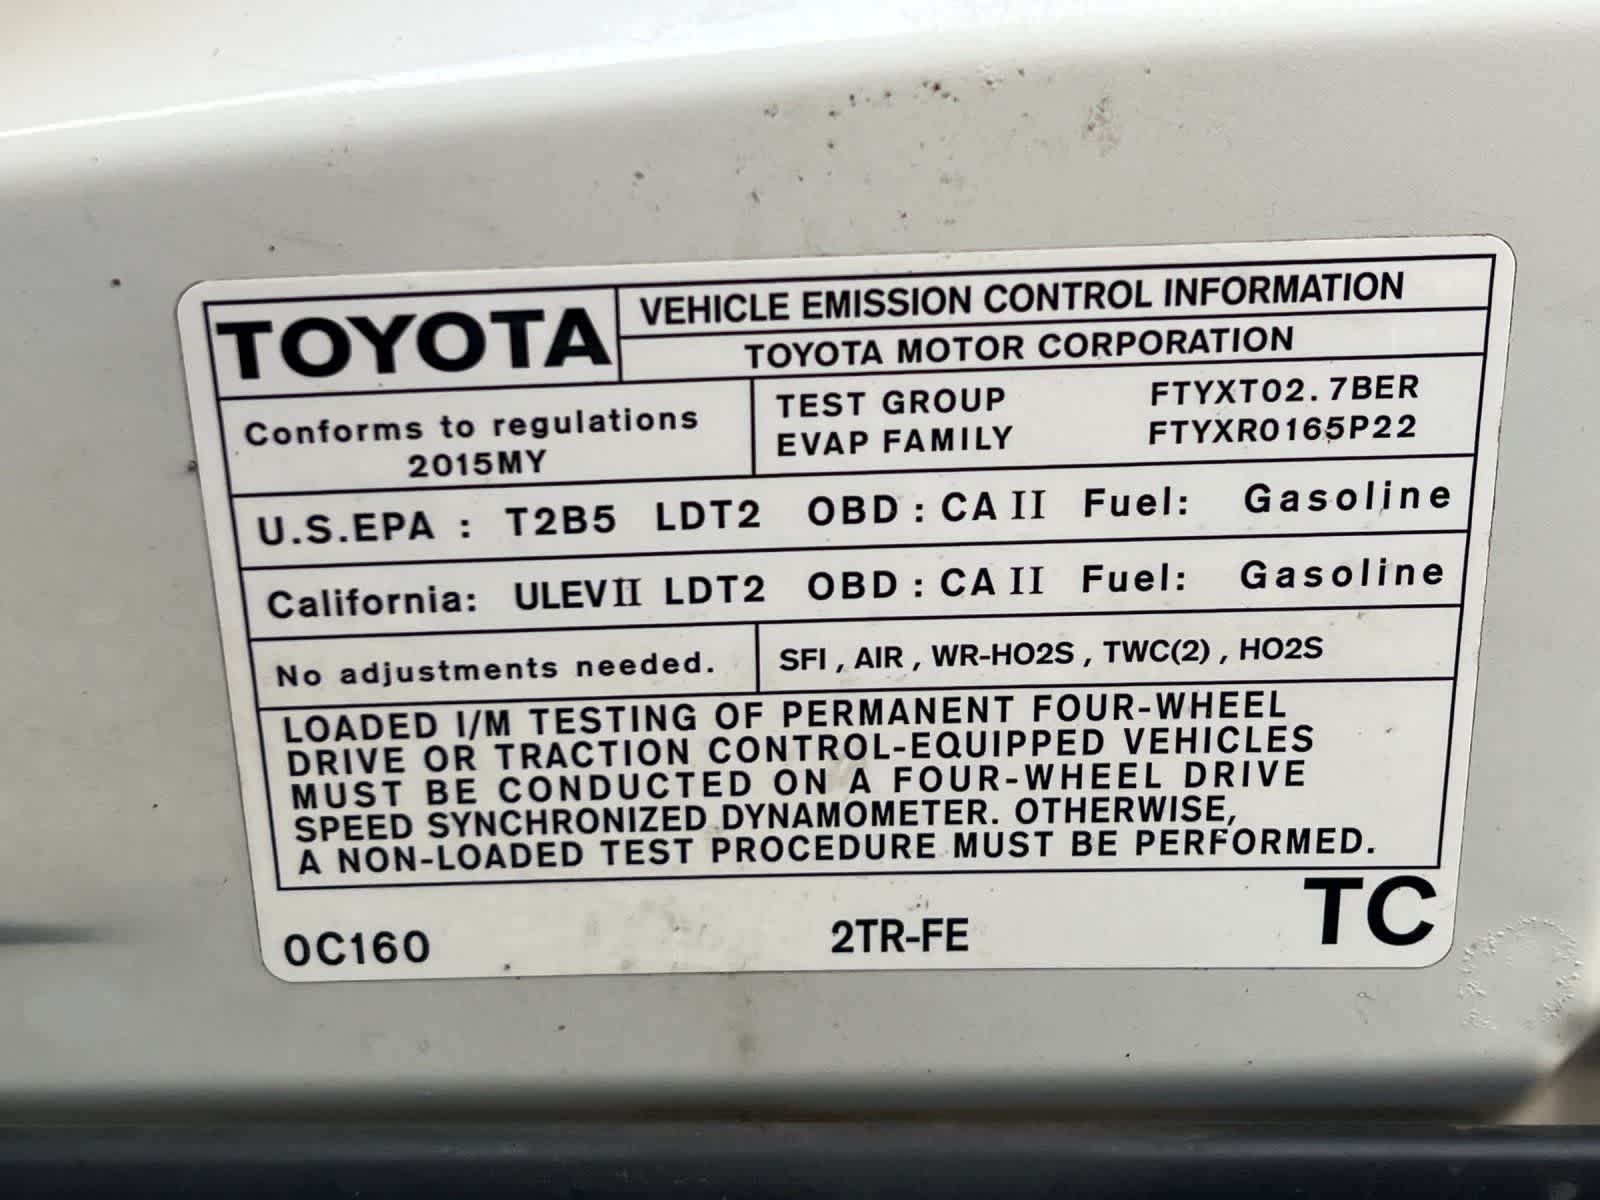 TOYOTA
VEHICLE EMISSION CONTROL INFORMATION
TOYOTA MOTOR CORPORATION
Conforms to regulations
2015MY
TEST GROUP FTYXT02.7BER
EVAP FAMILY FTYXR0165P22
U.S.EPA : T2B5 LDT2 OBD : CA II Fuel: Gasoline
California: ULEVII LDT2 OBD : CA II Fuel: Gasoline
No adjustments needed.
SFI , AIR , WR-HO2S , TWC(2) , HO2S
LOADED I/M TESTING OF PERMANENT FOUR-WHEEL
DRIVE OR TRACTION CONTROL-EQUIPPED VEHICLES
MUST BE CONDUCTED ON A FOUR-WHEEL DRIVE
SPEED SYNCHRONIZED DYNAMOMETER. OTHERWISE,
A NON-LOADED TEST PROCEDURE MUST BE PERFORMED.
0C160 2TR-FE TC